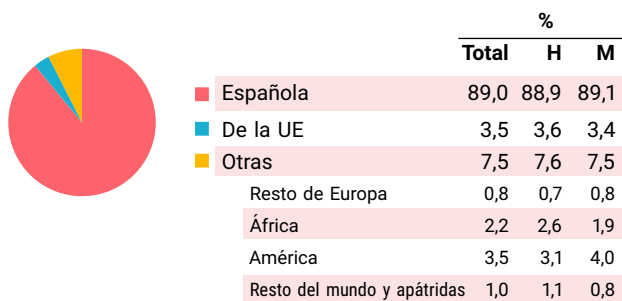 %
Total H M
Española 89,0 88,9 89,1
De la UE 3,5 3,6 3,4
Otras 7,5 7,6 7,5
Resto de Europa 0,8 0,7 0,8
África 2,2 2,6 1,9
América 3,5 3,1 4,0
Resto del mundo y apátridas 1,0 1,1 0,8